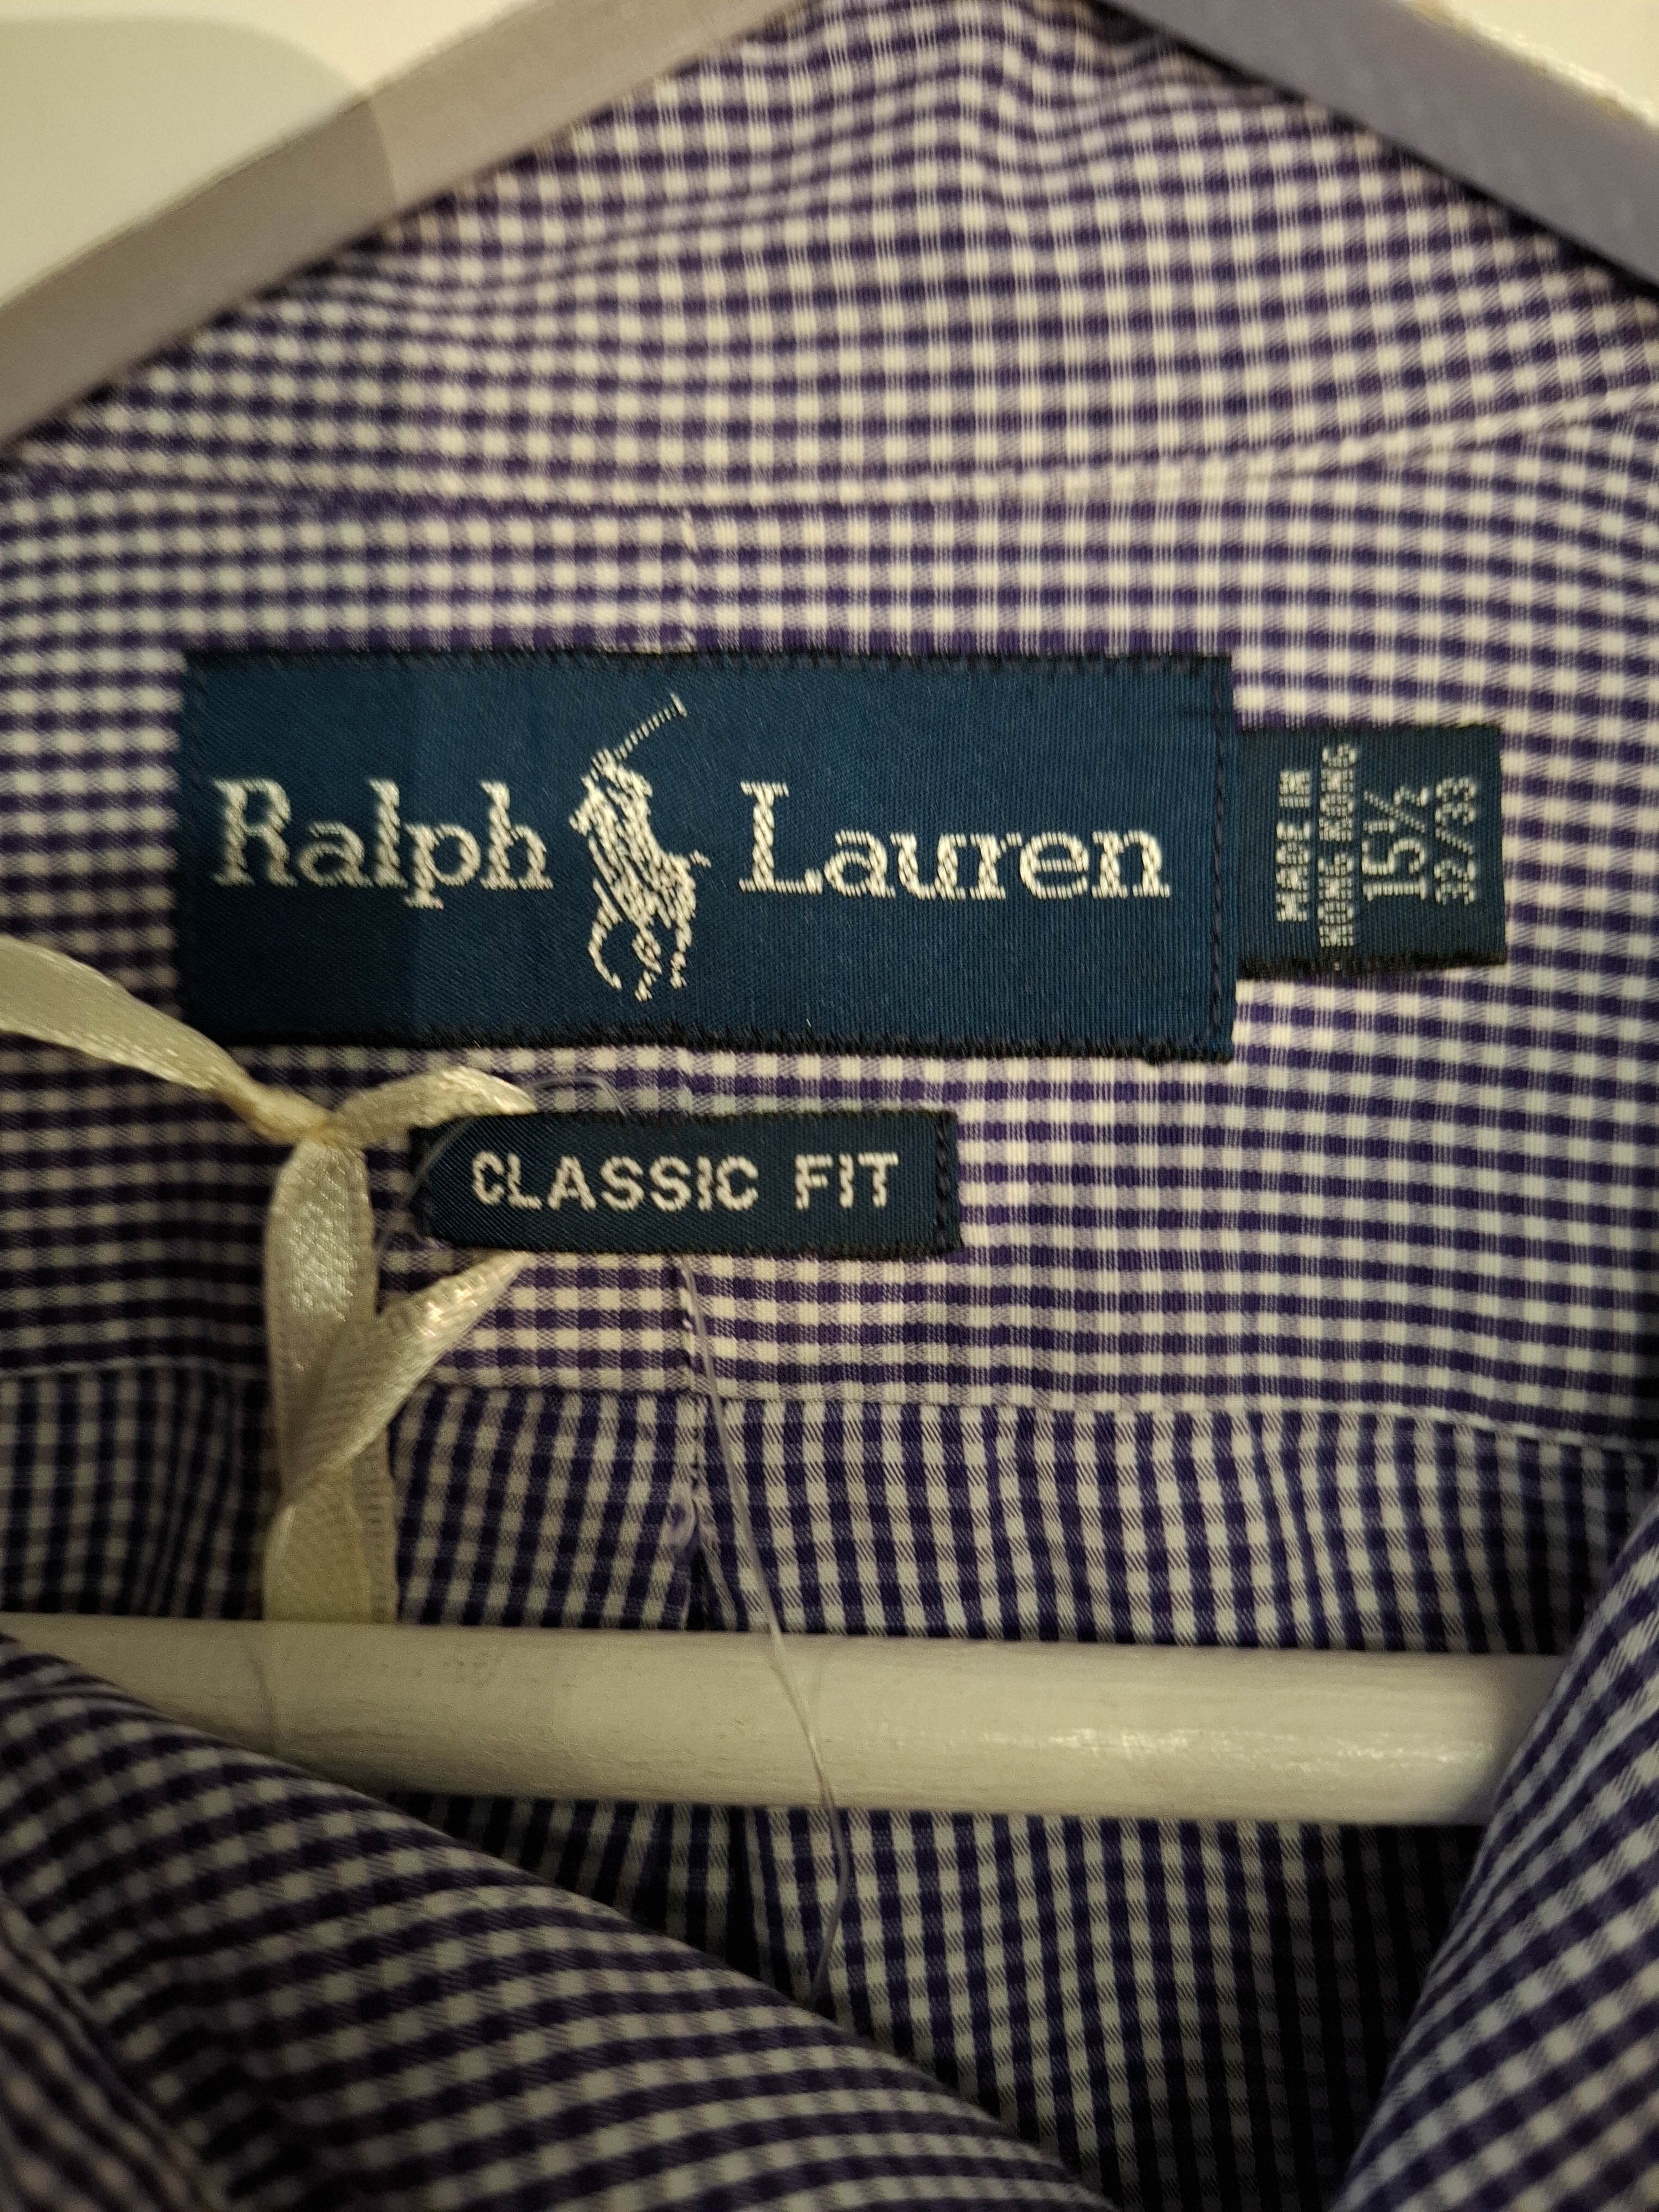 Ralph Lauren
MADE IN
HONG KONG
15½
32/33
CLASSIC FIT